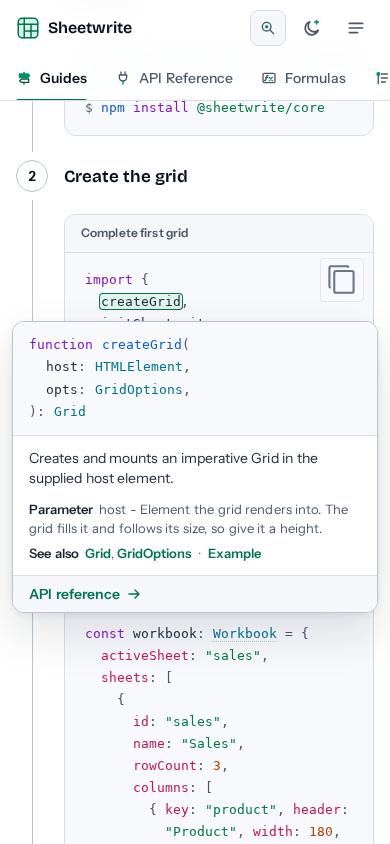 Sheetwrite
Guides
API Reference
Formulas
$ npm install @sheetwrite/core
2
Create the grid
Complete first grid
import {
createGrid,
function createGrid(
host: HTMLElement,
opts: GridOptions,
): Grid
Creates and mounts an imperative Grid in the
supplied host element.
Parameter host - Element the grid renders into. The
grid fills it and follows its size, so give it a height.
See also Grid, GridOptions · Example
API reference →
const workbook: Workbook = {
activeSheet: "sales",
sheets: [
{
id: "sales",
name: "Sales",
rowCount: 3,
columns: [
{ key: "product", header:
"Product", width: 180,